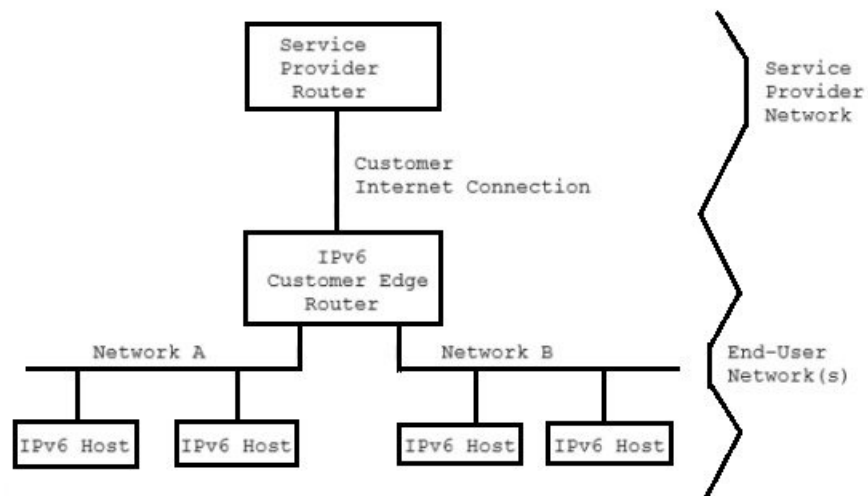 Service
Provider
Router
Service
Provider
Network
Customer
Internet Connection
IPv6
Customer Edge
Router
Network A
Network B
End-User
Network(s)
IPv6 Host
IPv6 Host
IPv6 Host
IPv6 Host